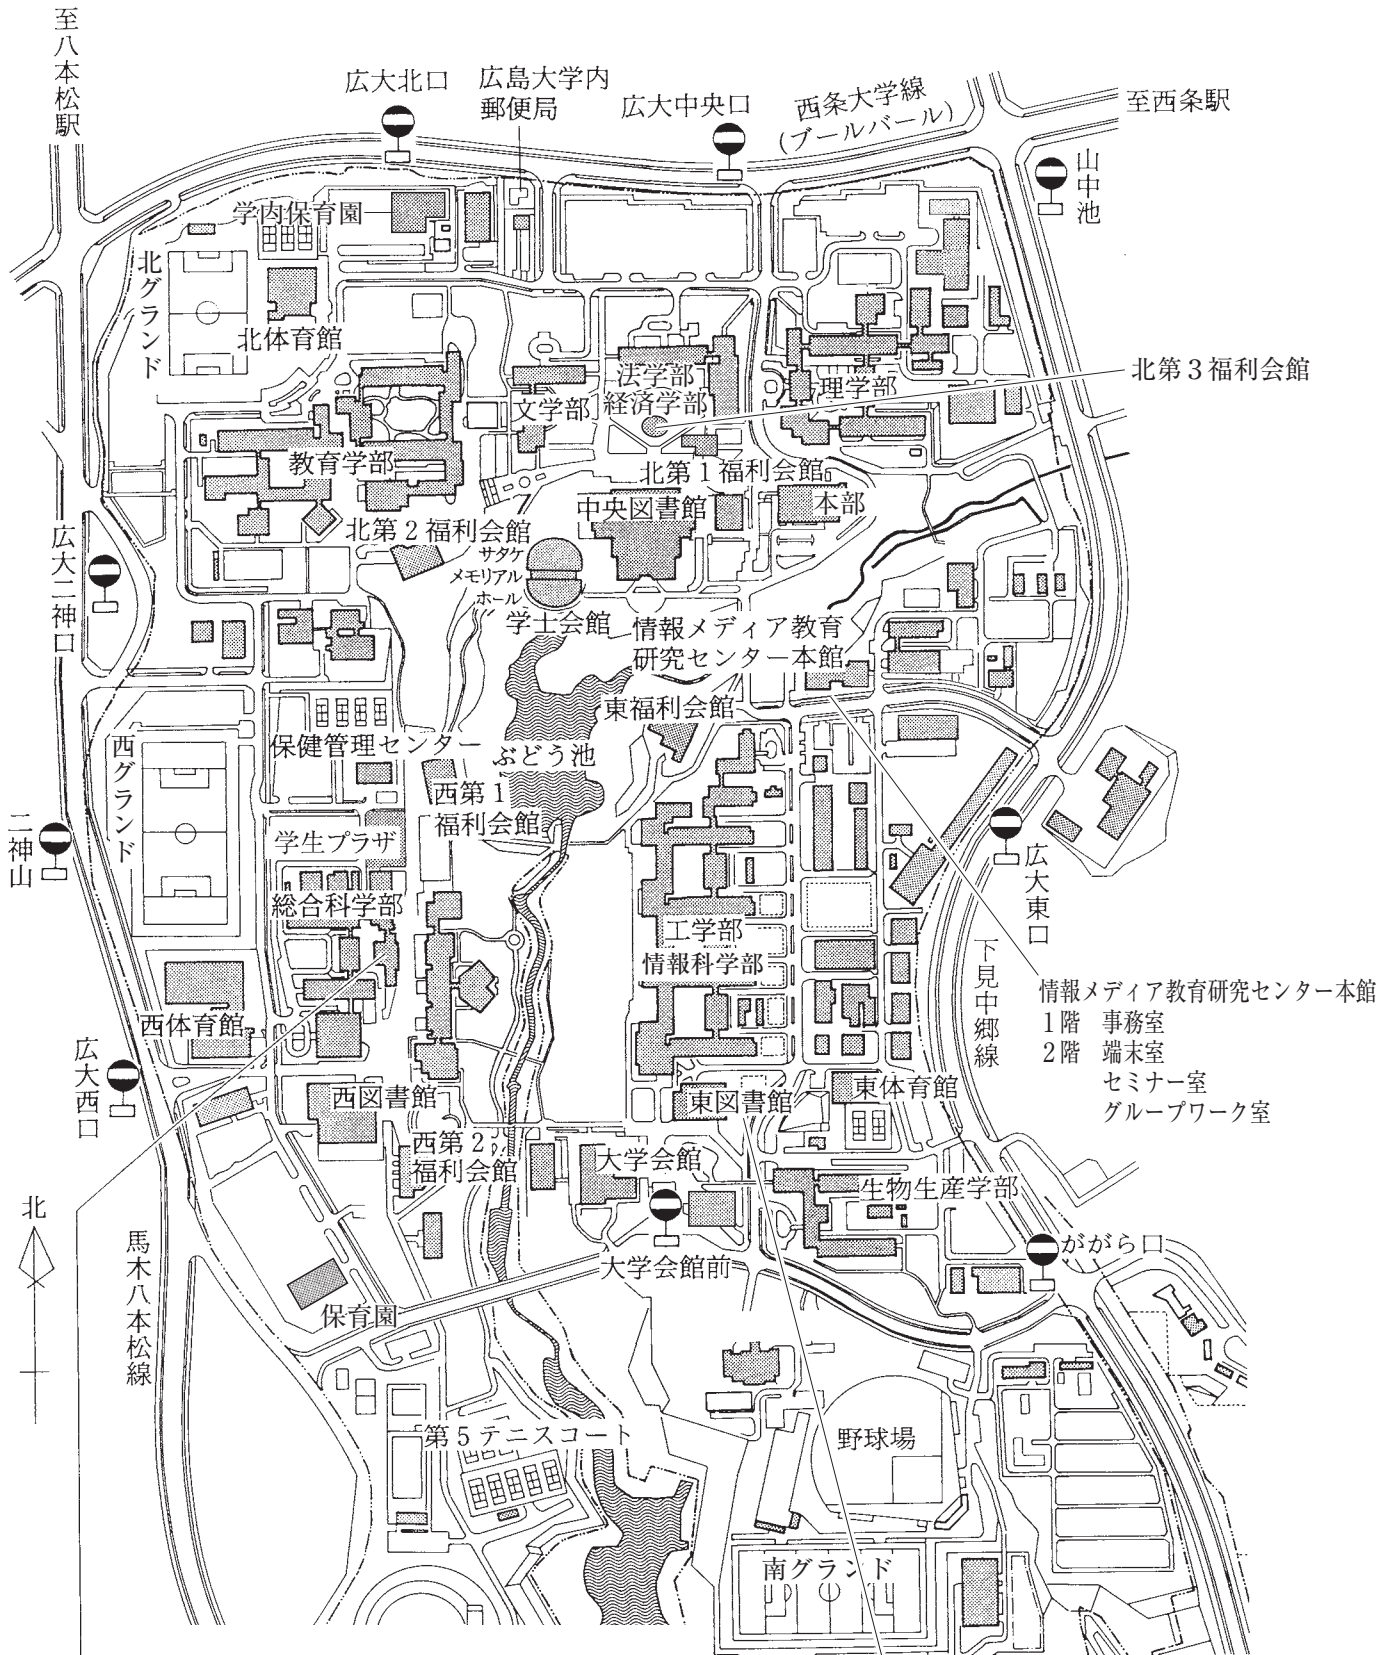 至八本松駅
広大北口
広島大学内
郵便局
広大中央口
西条大学線
(ブールバール)
至西条駅
山中池
学内保育園
北グランド
北体育館
法学部
経済学部
文学部
理学部
北第3福利会館
教育学部
北第1福利会館
中央図書館
本部
北第2福利会館
サタケ
メモリアル
ホール
学士会館
広大二神口
情報メディア教育
研究センター本館
東福利会館
保健管理センター
ぶどう池
西グランド
西第1
福利会館
二神山
学生プラザ
広大東口
総合科学部
工学部
情報科学部
下見中郷線
情報メディア教育研究センター本館
1階 事務室
2階 端末室
セミナー室
グループワーク室
西体育館
広大西口
西図書館
東図書館
東体育館
西第2
福利会館
大学会館
生物生産学部
北
馬木八本松線
大学会館前
ががら口
保育園
第5テニスコート
野球場
南グランド